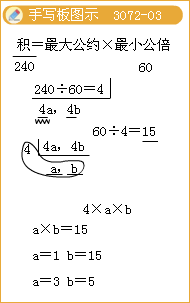 手写板图示 3072-03
积=最大公约×最小公倍
240 60
240÷60=4
4a, 4b
60÷4=15
4 4a, 4b
a, b
4×a×b
a×b=15
a=1 b=15
a=3 b=5